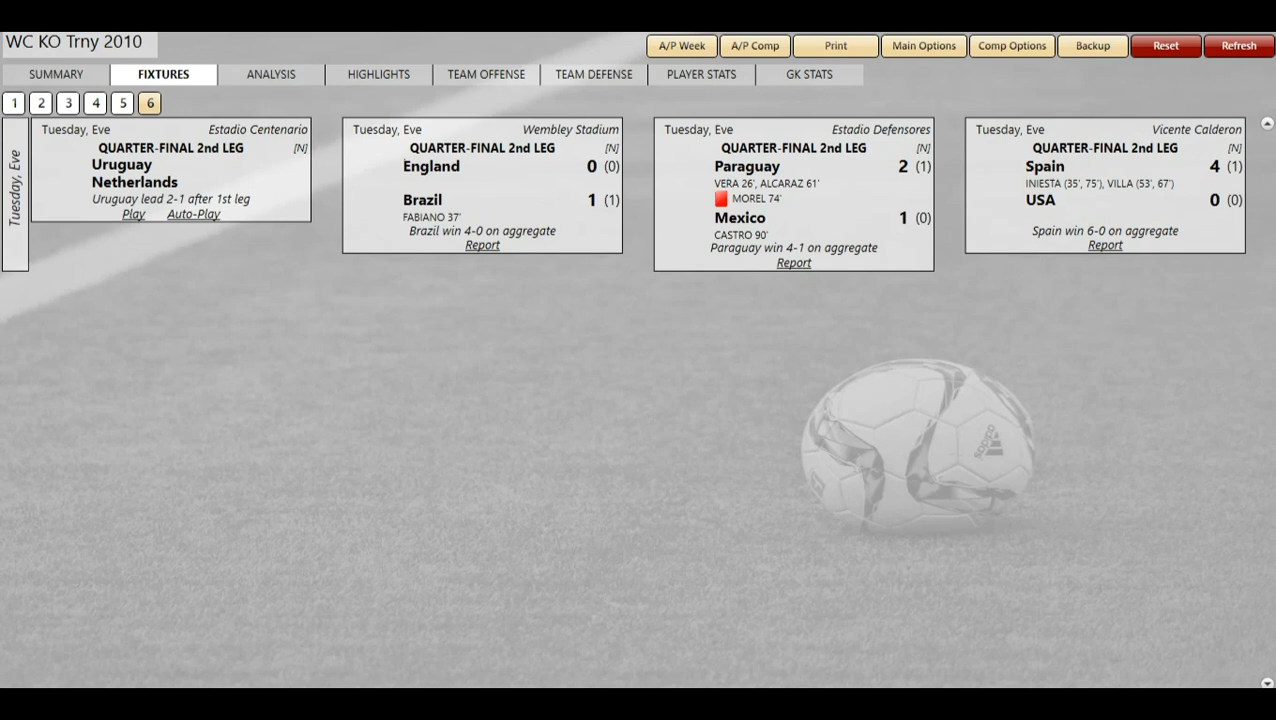 WC KO Trny 2010
A/P Week
A/P Comp
Print
Main Options
Comp Options
Backup
Reset
Refresh
SUMMARY
FIXTURES
ANALYSIS
HIGHLIGHTS
TEAM OFFENSE
TEAM DEFENSE
PLAYER STATS
GK STATS
1 2 3 4 5 6
Tuesday, Eve
Tuesday, Eve Estadio Centenario
QUARTER-FINAL 2nd LEG [N]
Uruguay
Netherlands
Uruguay lead 2-1 after 1st leg
Play Auto-Play
Tuesday, Eve Wembley Stadium
QUARTER-FINAL 2nd LEG [N]
England 0 (0)
Brazil 1 (1)
FABIANO 37'
Brazil win 4-0 on aggregate
Report
Tuesday, Eve Estadio Defensores
QUARTER-FINAL 2nd LEG [N]
Paraguay 2 (1)
VERA 26', ALCARAZ 61'
MOREL 74'
Mexico 1 (0)
CASTRO 90'
Paraguay win 4-1 on aggregate
Report
Tuesday, Eve Vicente Calderon
QUARTER-FINAL 2nd LEG [N]
Spain 4 (1)
INIESTA (35', 75'), VILLA (53', 67')
USA 0 (0)
Spain win 6-0 on aggregate
Report
adidas